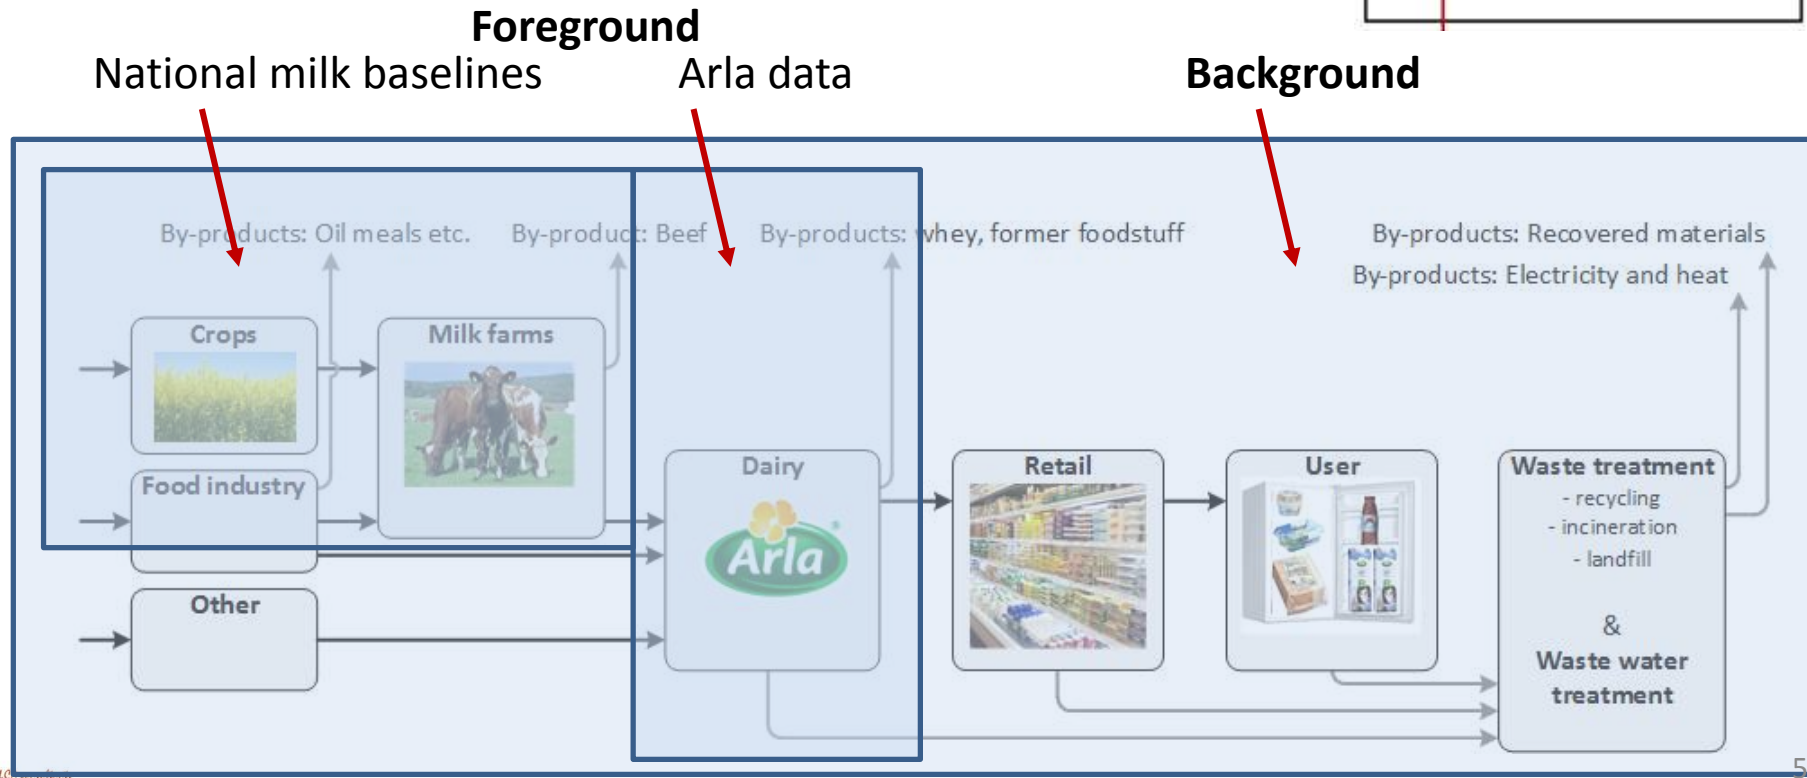 Foreground
National milk baselines
Arla data
Background
By-products: Oil meals etc.
By-product: Beef
By-products: whey, former foodstuff
By-products: Recovered materials
By-products: Electricity and heat
Crops
Milk farms
Food industry
Dairy
Arla
Retail
User
Waste treatment
- recycling
- incineration
- landfill
&
Waste water
treatment
Other
5